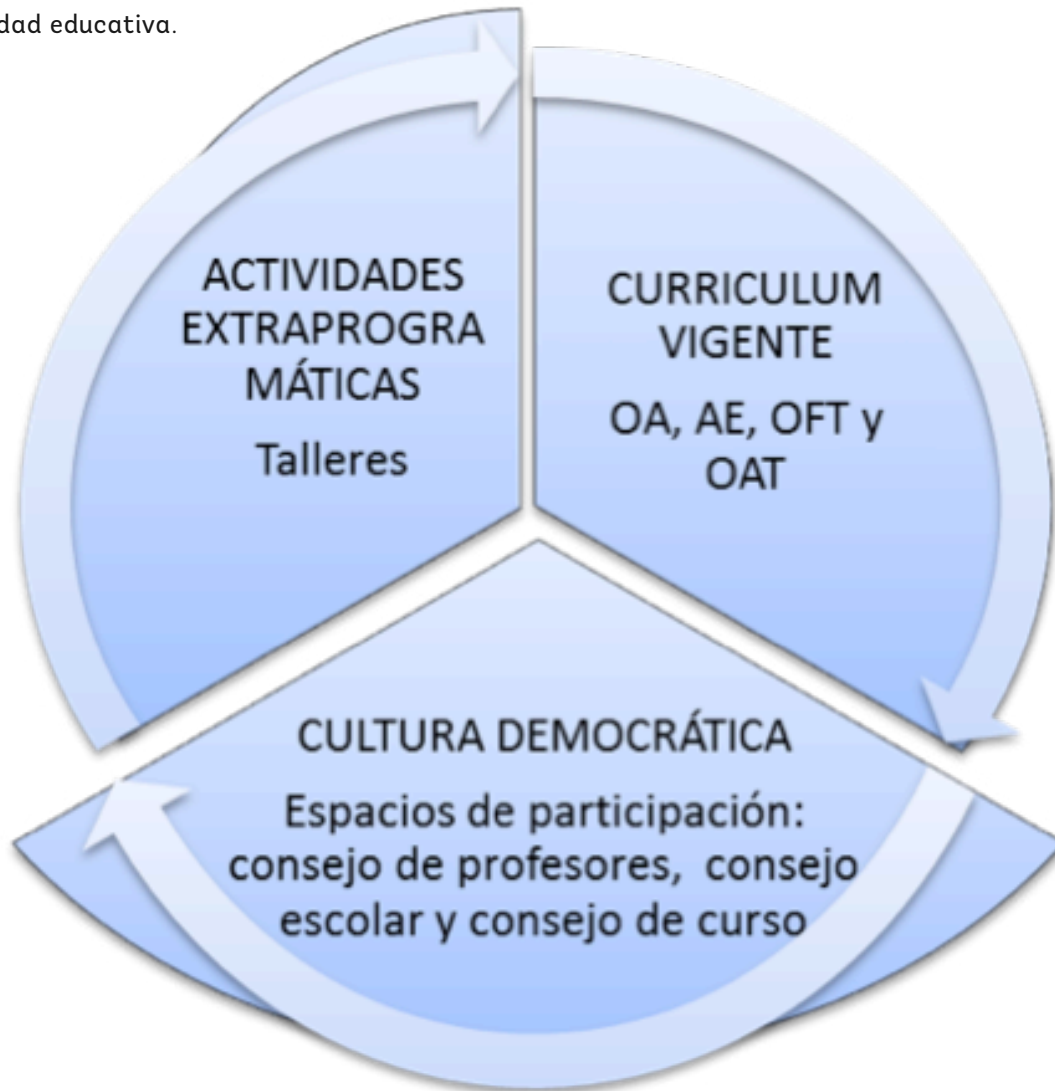 dad educativa.
ACTIVIDADES
EXTRAPROGRA
MÁTICAS
Talleres
CURRICULUM
VIGENTE
OA, AE, OFT y
OAT
CULTURA DEMOCRÁTICA
Espacios de participación:
consejo de profesores, consejo
escolar y consejo de curso